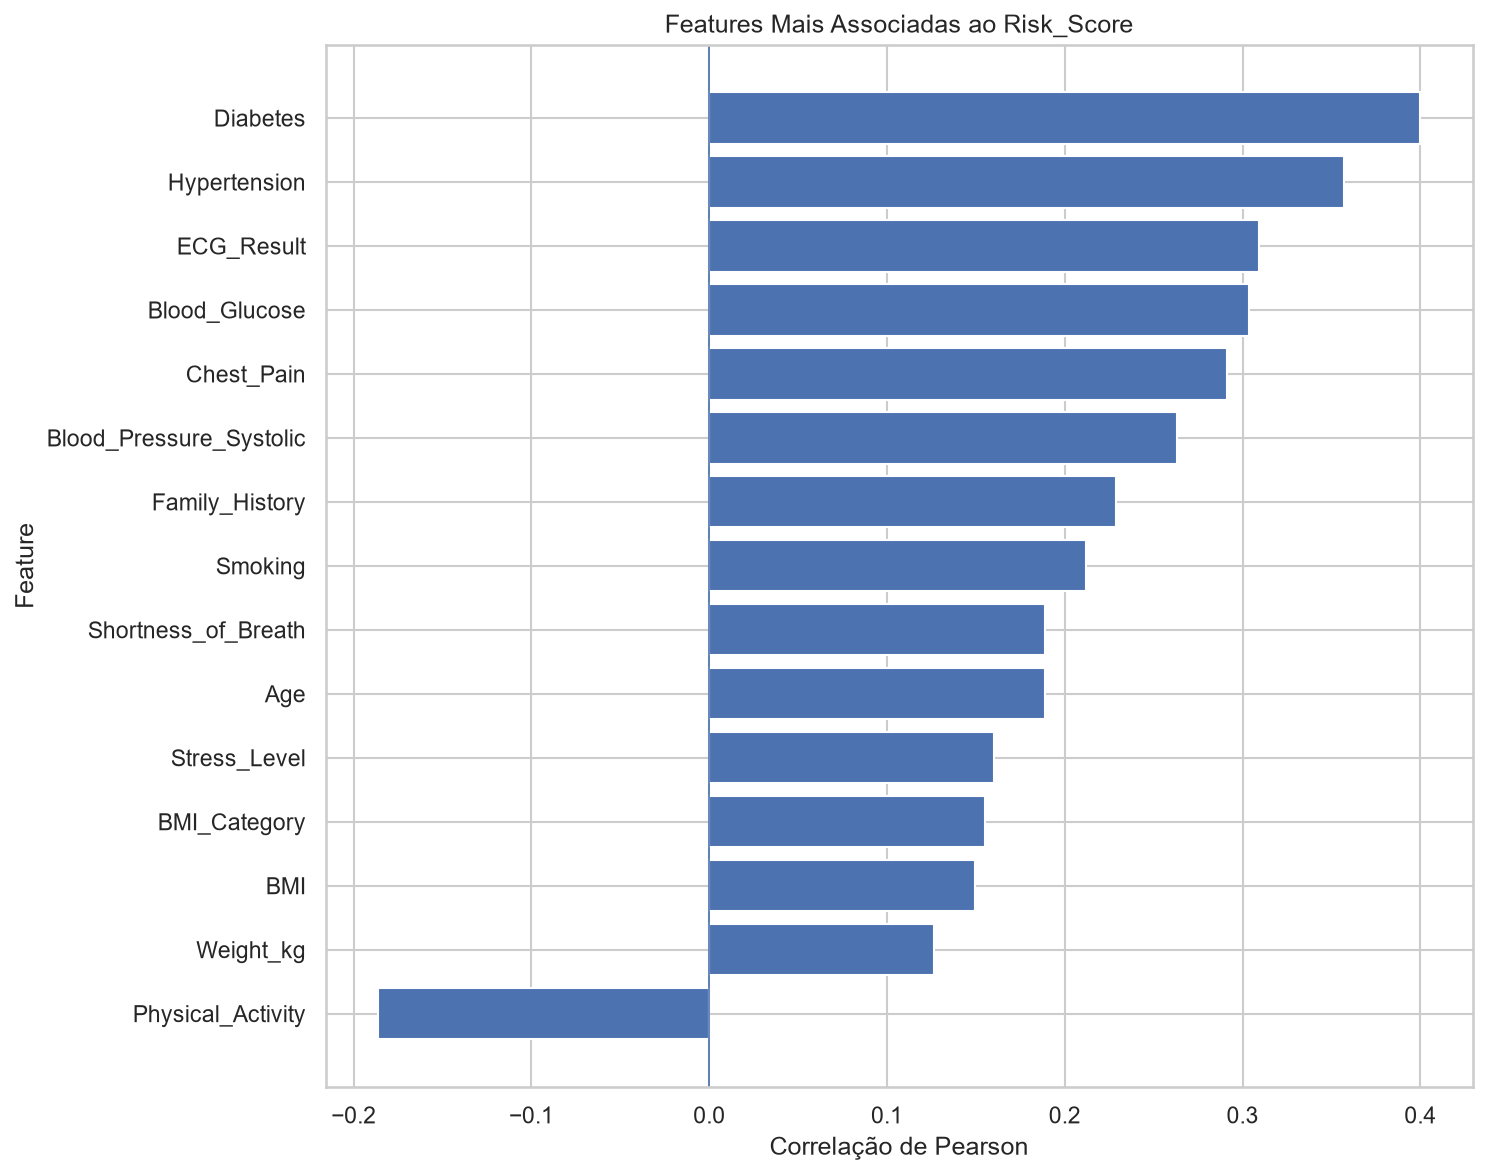 Features Mais Associadas ao Risk_Score
Diabetes
Hypertension
ECG_Result
Blood_Glucose
Chest_Pain
Blood_Pressure_Systolic
Family_History
Smoking
Shortness_of_Breath
Age
Stress_Level
BMI_Category
BMI
Weight_kg
Physical_Activity
Feature
−0.2 −0.1 0.0 0.1 0.2 0.3 0.4
Correlação de Pearson